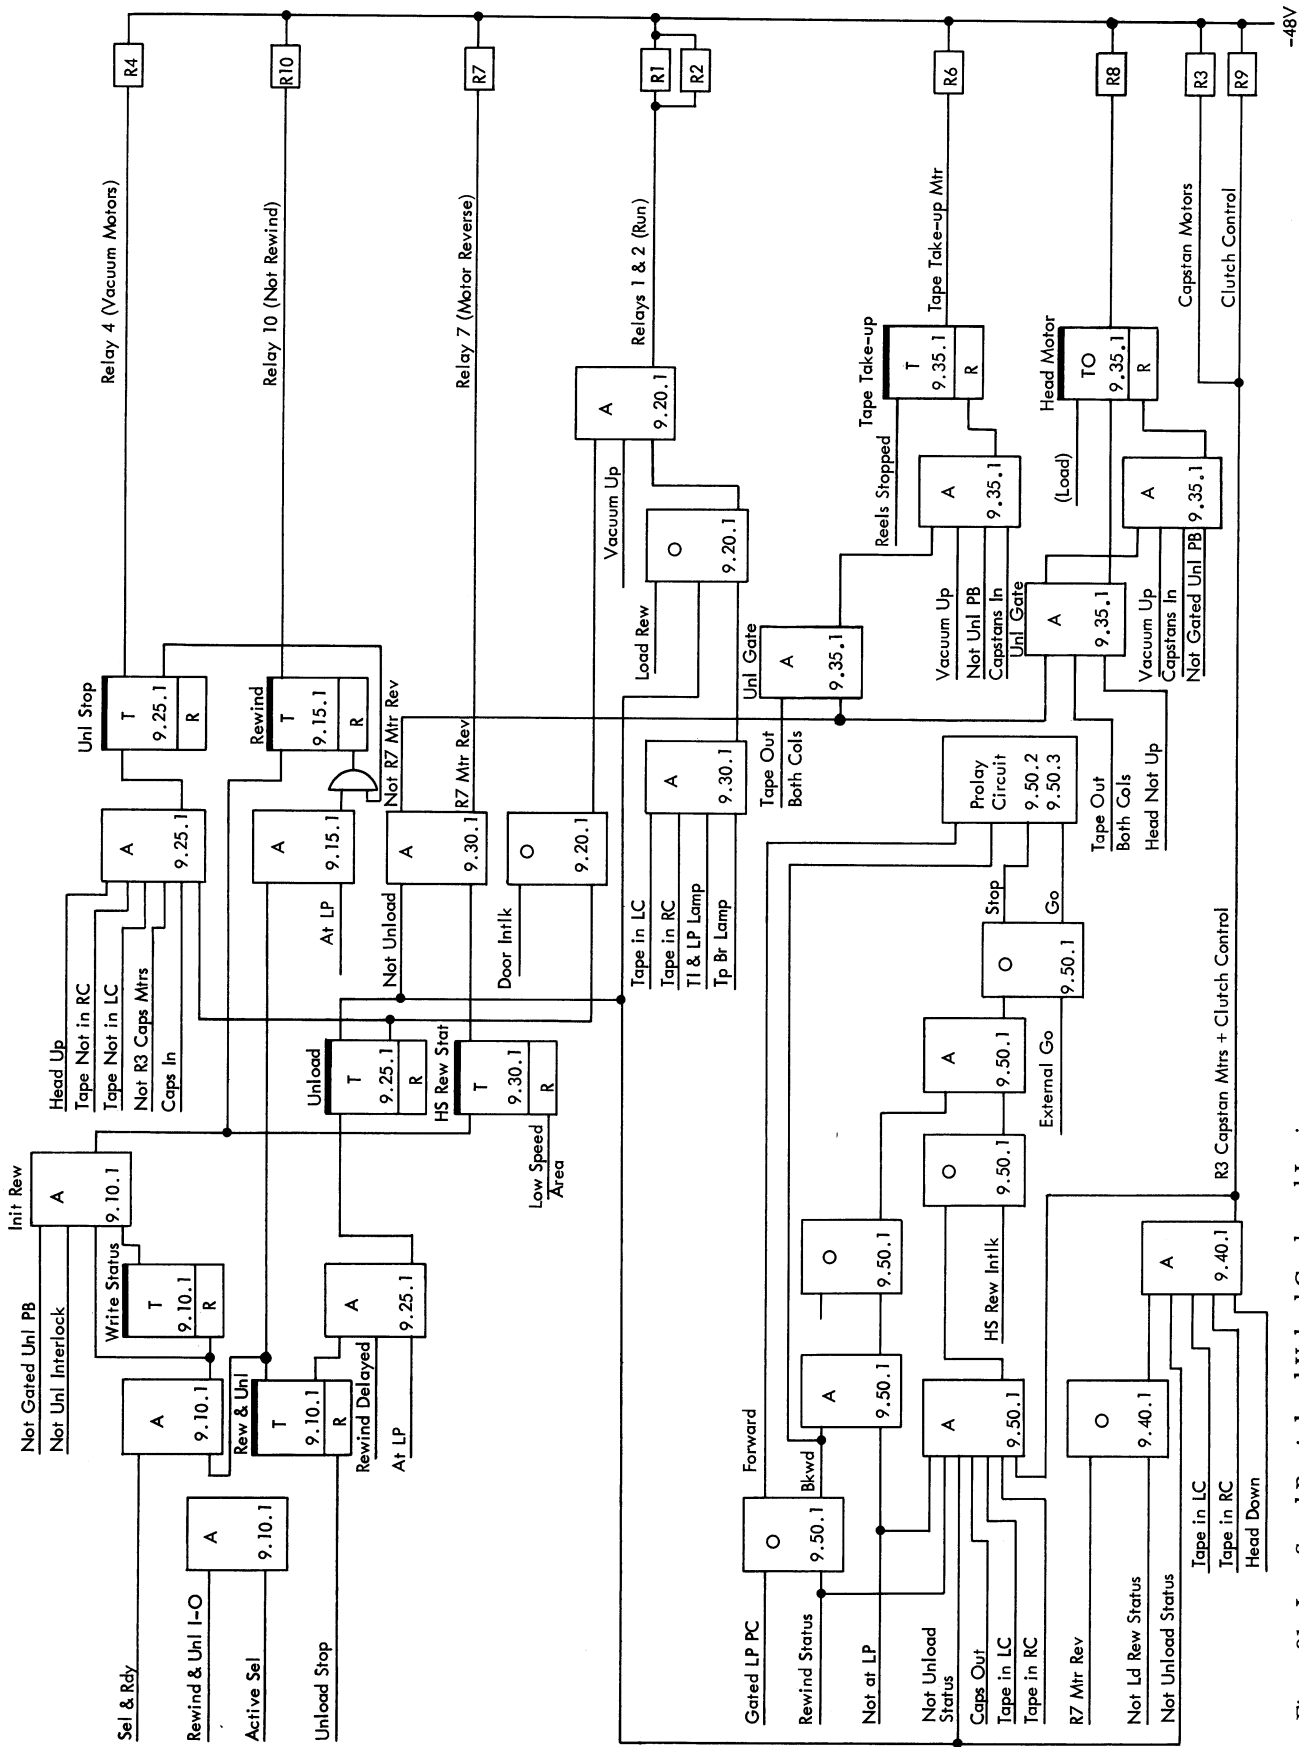 -48V
R4
Relay 4 (Vacuum Motors)
R10
Relay 10 (Not Rewind)
R7
Relay 7 (Motor Reverse)
R1
R2
Relays 1 & 2 (Run)
R6
Tape Take-up Mtr
R8
R3
Capstan Motors
R9
Clutch Control
Unl Stop
T
9.25.1
R
Rewind
T
9.15.1
R
A
9.25.1
Head Up
Tape Not in RC
Tape Not in LC
Not R3 Caps Mtrs
Caps In
A
9.15.1
At LP
Not R7 Mtr Rev
R7 Mtr Rev
A
9.30.1
Not Unload
O
9.20.1
Door Intlk
A
9.20.1
Vacuum Up
O
9.20.1
Load Rew
A
9.30.1
Tape in LC
Tape in RC
TI & LP Lamp
Tp Br Lamp
Tape Take-up
T
9.35.1
R
Reels Stopped
A
9.35.1
Vacuum Up
Not Unl PB
Capstans In
Unl Gate
A
9.35.1
Tape Out
Both Cols
Head Motor
TO
9.35.1
R
(Load)
A
9.35.1
Vacuum Up
Capstans In
Not Gated Unl PB
Unl Gate
A
9.35.1
Tape Out
Both Cols
Head Not Up
Init Rew
A
9.10.1
Not Gated Unl PB
Not Unl Interlock
Write Status
T
9.10.1
R
A
9.10.1
Sel & Rdy
A
9.10.1
Rewind & Unl I-O
Active Sel
Rew & Unl
T
9.10.1
R
Unload Stop
A
9.25.1
Rewind Delayed
At LP
Unload
T
9.25.1
R
HS Rew Stat
T
9.30.1
R
Low Speed
Area
Prolay
Circuit
9.50.2
9.50.3
Stop
Go
O
9.50.1
External Go
A
9.50.1
O
9.50.1
HS Rew Intlk
O
9.50.1
A
9.50.1
Forward
Bkwd
O
9.50.1
Gated LP PC
Rewind Status
Not at LP
A
9.50.1
Not Unload
Status
Caps Out
Tape in LC
Tape in RC
R3 Capstan Mtrs + Clutch Control
A
9.40.1
O
9.40.1
R7 Mtr Rev
Not Ld Rew Status
Not Unload Status
Tape in LC
Tape in RC
Head Down